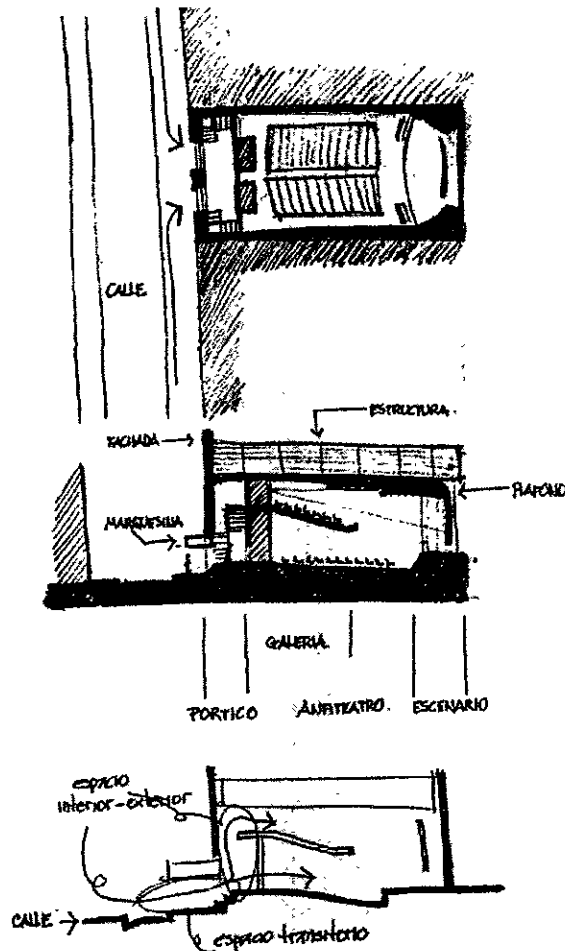 CALLE
FACHADA
ESTRUCTURA
PLAFOND
MARQUESINA
GALERIA
PORTICO ANFITEATRO. ESCENARIO
espacio
interior-exterior
CALLE
espacio transitorio